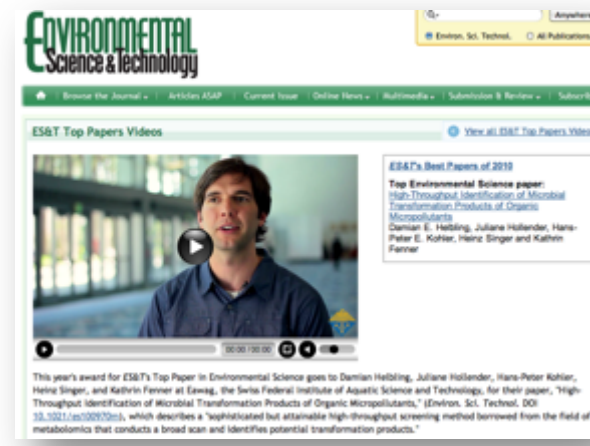 ENVIRONMENTAL
Science & Technology
Anywhere
Environ. Sci. Technol. All Publications
Browse the Journal Articles ASAP Current Issue Online News Multimedia Submission & Review Subscri
ES&T Top Papers Videos
View all ES&T Top Papers Video
ES&T's Best Papers of 2010
Top Environmental Science paper:
High-Throughput Identification of Microbial
Transformation Products of Organic
Micropollutants
Damian E. Helbling, Juliane Hollender, Hans-
Peter E. Kohler, Heinz Singer and Kathrin
Fenner
00:00 / 00:00
This year's award for ES&T's Top Paper in Environmental Science goes to Damian Helbling, Juliane Hollender, Hans-Peter Kohler,
Heinz Singer, and Kathrin Fenner at Eawag, the Swiss Federal Institute of Aquatic Science and Technology, for their paper, "High-
Throughput Identification of Microbial Transformation Products of Organic Micropollutants," (Environ. Sci. Technol. DOI
10.1021/es100970m), which describes a "sophisticated but attainable high-throughput screening method borrowed from the field of
metabolomics that conducts a broad scan and identifies potential transformation products."